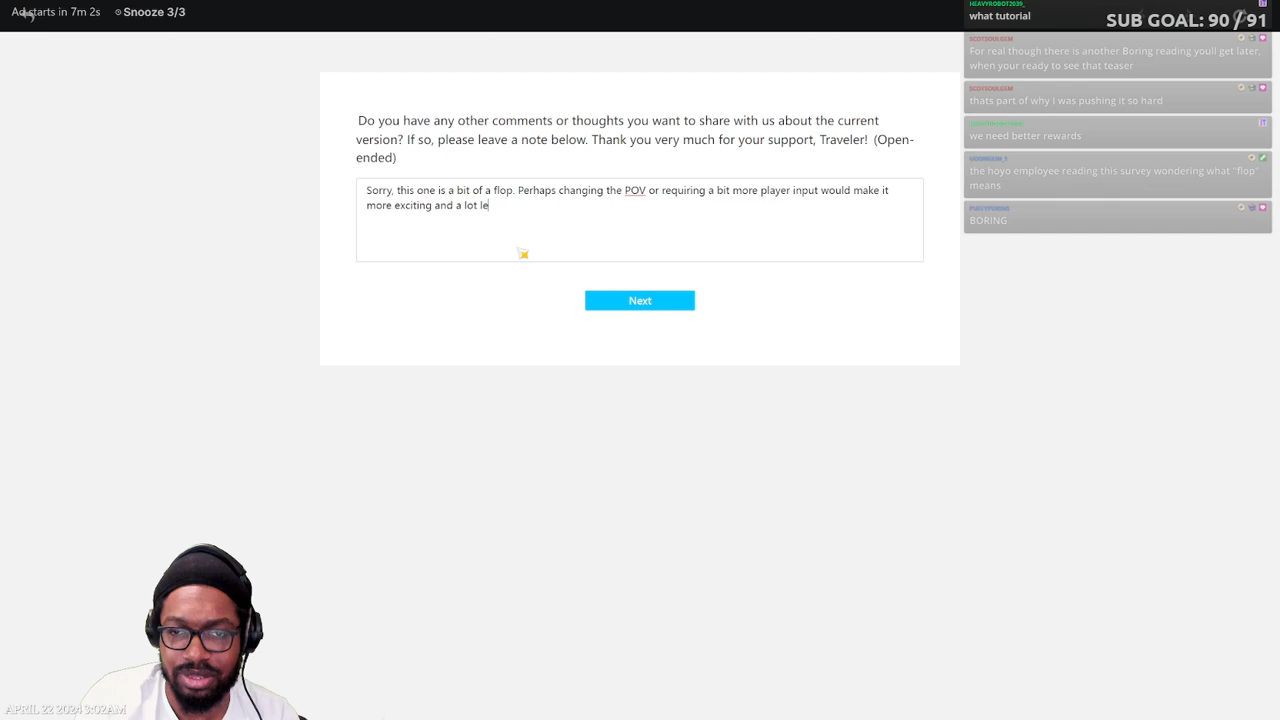 Ad starts in 7m 2s
Snooze 3/3
Do you have any other comments or thoughts you want to share with us about the current
version? If so, please leave a note below. Thank you very much for your support, Traveler! (Open-
ended)
Sorry, this one is a bit of a flop. Perhaps changing the POV or requiring a bit more player input would make it
more exciting and a lot le
Next
HEAVYROBOT2039_
what tutorial
SUB GOAL: 90 / 91
For real though there is another Boring reading youll get later,
when your ready to see that teaser
thats part of why I was pushing it so hard
we need better rewards
the hoyo employee reading this survey wondering what "flop"
means
BORING
APRIL 22 2024 3:02AM